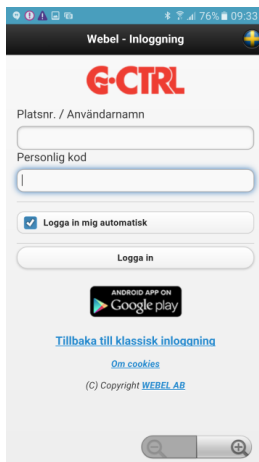 76% 09:33
Webel - Inloggning
G-CTRL
Platsnr. / Användarnamn
Personlig kod
Logga in mig automatisk
Logga in
ANDROID APP ON
Google play
Tillbaka till klassisk inloggning
Om cookies
(C) Copyright WEBEL AB